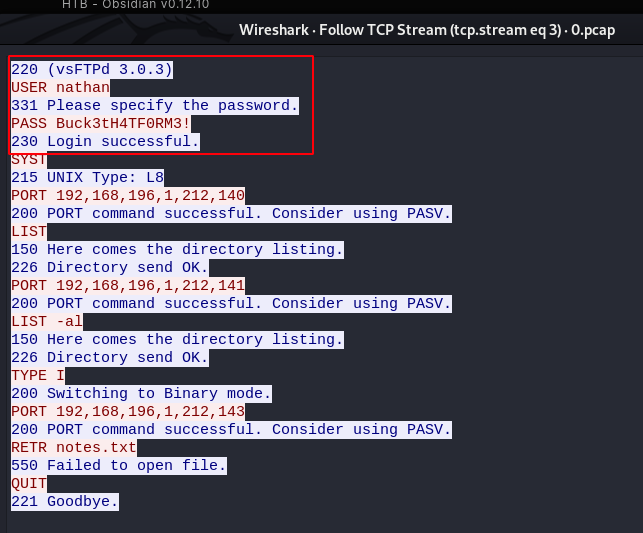 HTB - Obsidian v0.12.10
Wireshark · Follow TCP Stream (tcp.stream eq 3) · 0.pcap
220 (vsFTPd 3.0.3)
USER nathan
331 Please specify the password.
PASS Buck3tH4TF0RM3!
230 Login successful.
SYST
215 UNIX Type: L8
PORT 192,168,196,1,212,140
200 PORT command successful. Consider using PASV.
LIST
150 Here comes the directory listing.
226 Directory send OK.
PORT 192,168,196,1,212,141
200 PORT command successful. Consider using PASV.
LIST -al
150 Here comes the directory listing.
226 Directory send OK.
TYPE I
200 Switching to Binary mode.
PORT 192,168,196,1,212,143
200 PORT command successful. Consider using PASV.
RETR notes.txt
550 Failed to open file.
QUIT
221 Goodbye.